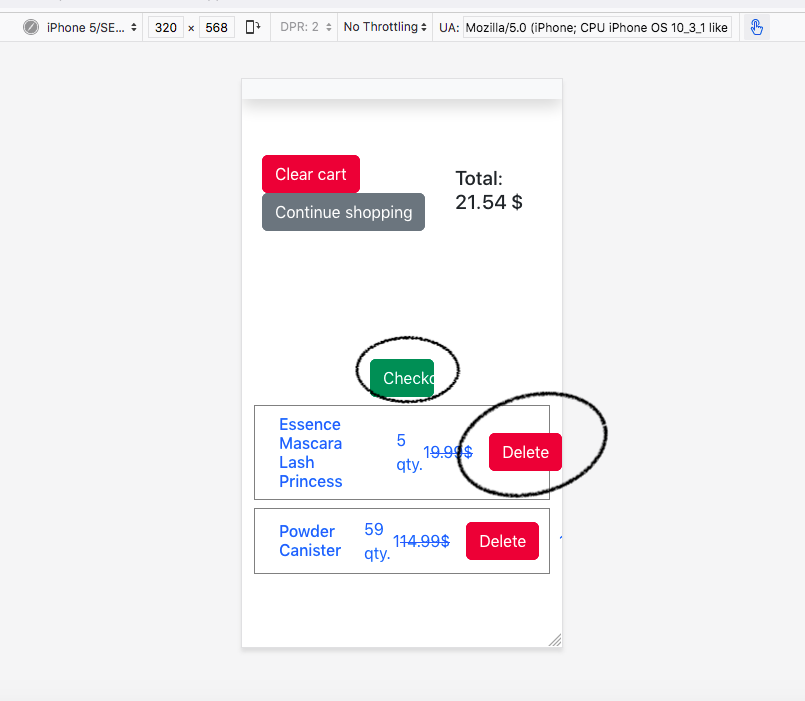 iPhone 5/SE... 320 × 568 DPR: 2 No Throttling UA: Mozilla/5.0 (iPhone; CPU iPhone OS 10_3_1 like
Clear cart
Continue shopping
Total:
21.54 $
Checko
Essence
Mascara
Lash
Princess
5
qty.
19.99$
Delete
Powder
Canister
59
qty.
114.99$
Delete